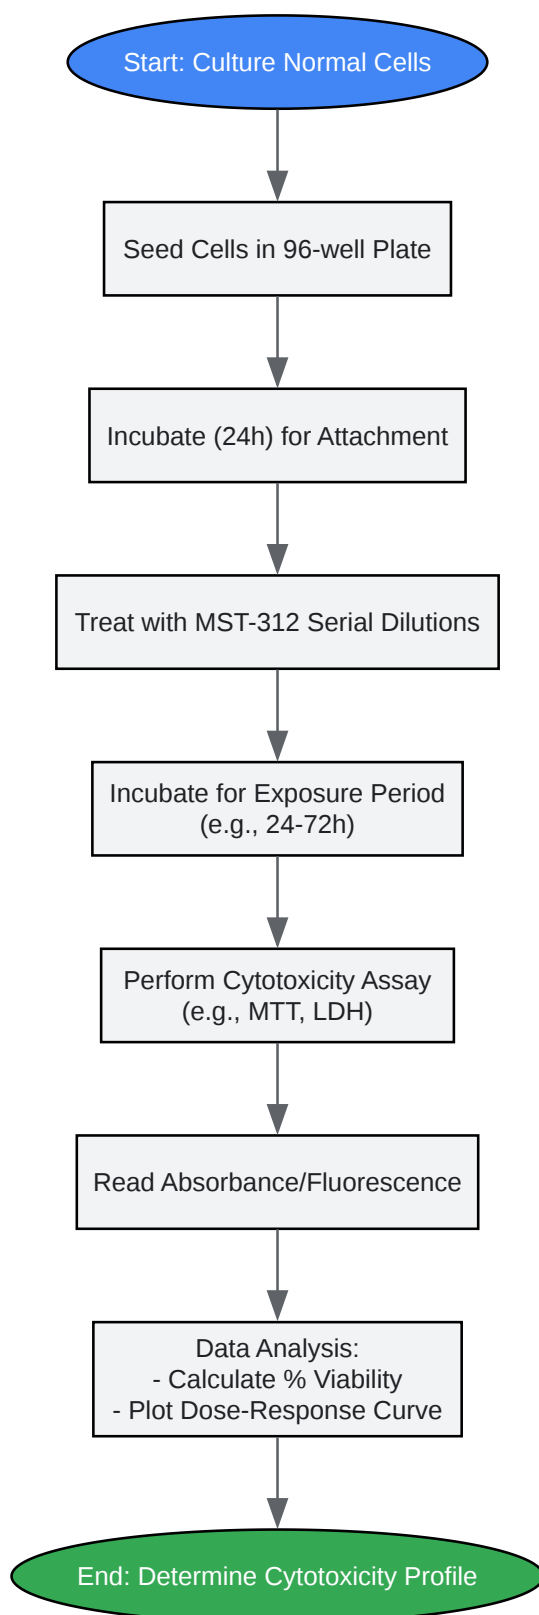 Start: Culture Normal Cells
Seed Cells in 96-well Plate
Incubate (24h) for Attachment
Treat with MST-312 Serial Dilutions
Incubate for Exposure Period
(e.g., 24-72h)
Perform Cytotoxicity Assay
(e.g., MTT, LDH)
Read Absorbance/Fluorescence
Data Analysis:
- Calculate % Viability
- Plot Dose-Response Curve
End: Determine Cytotoxicity Profile